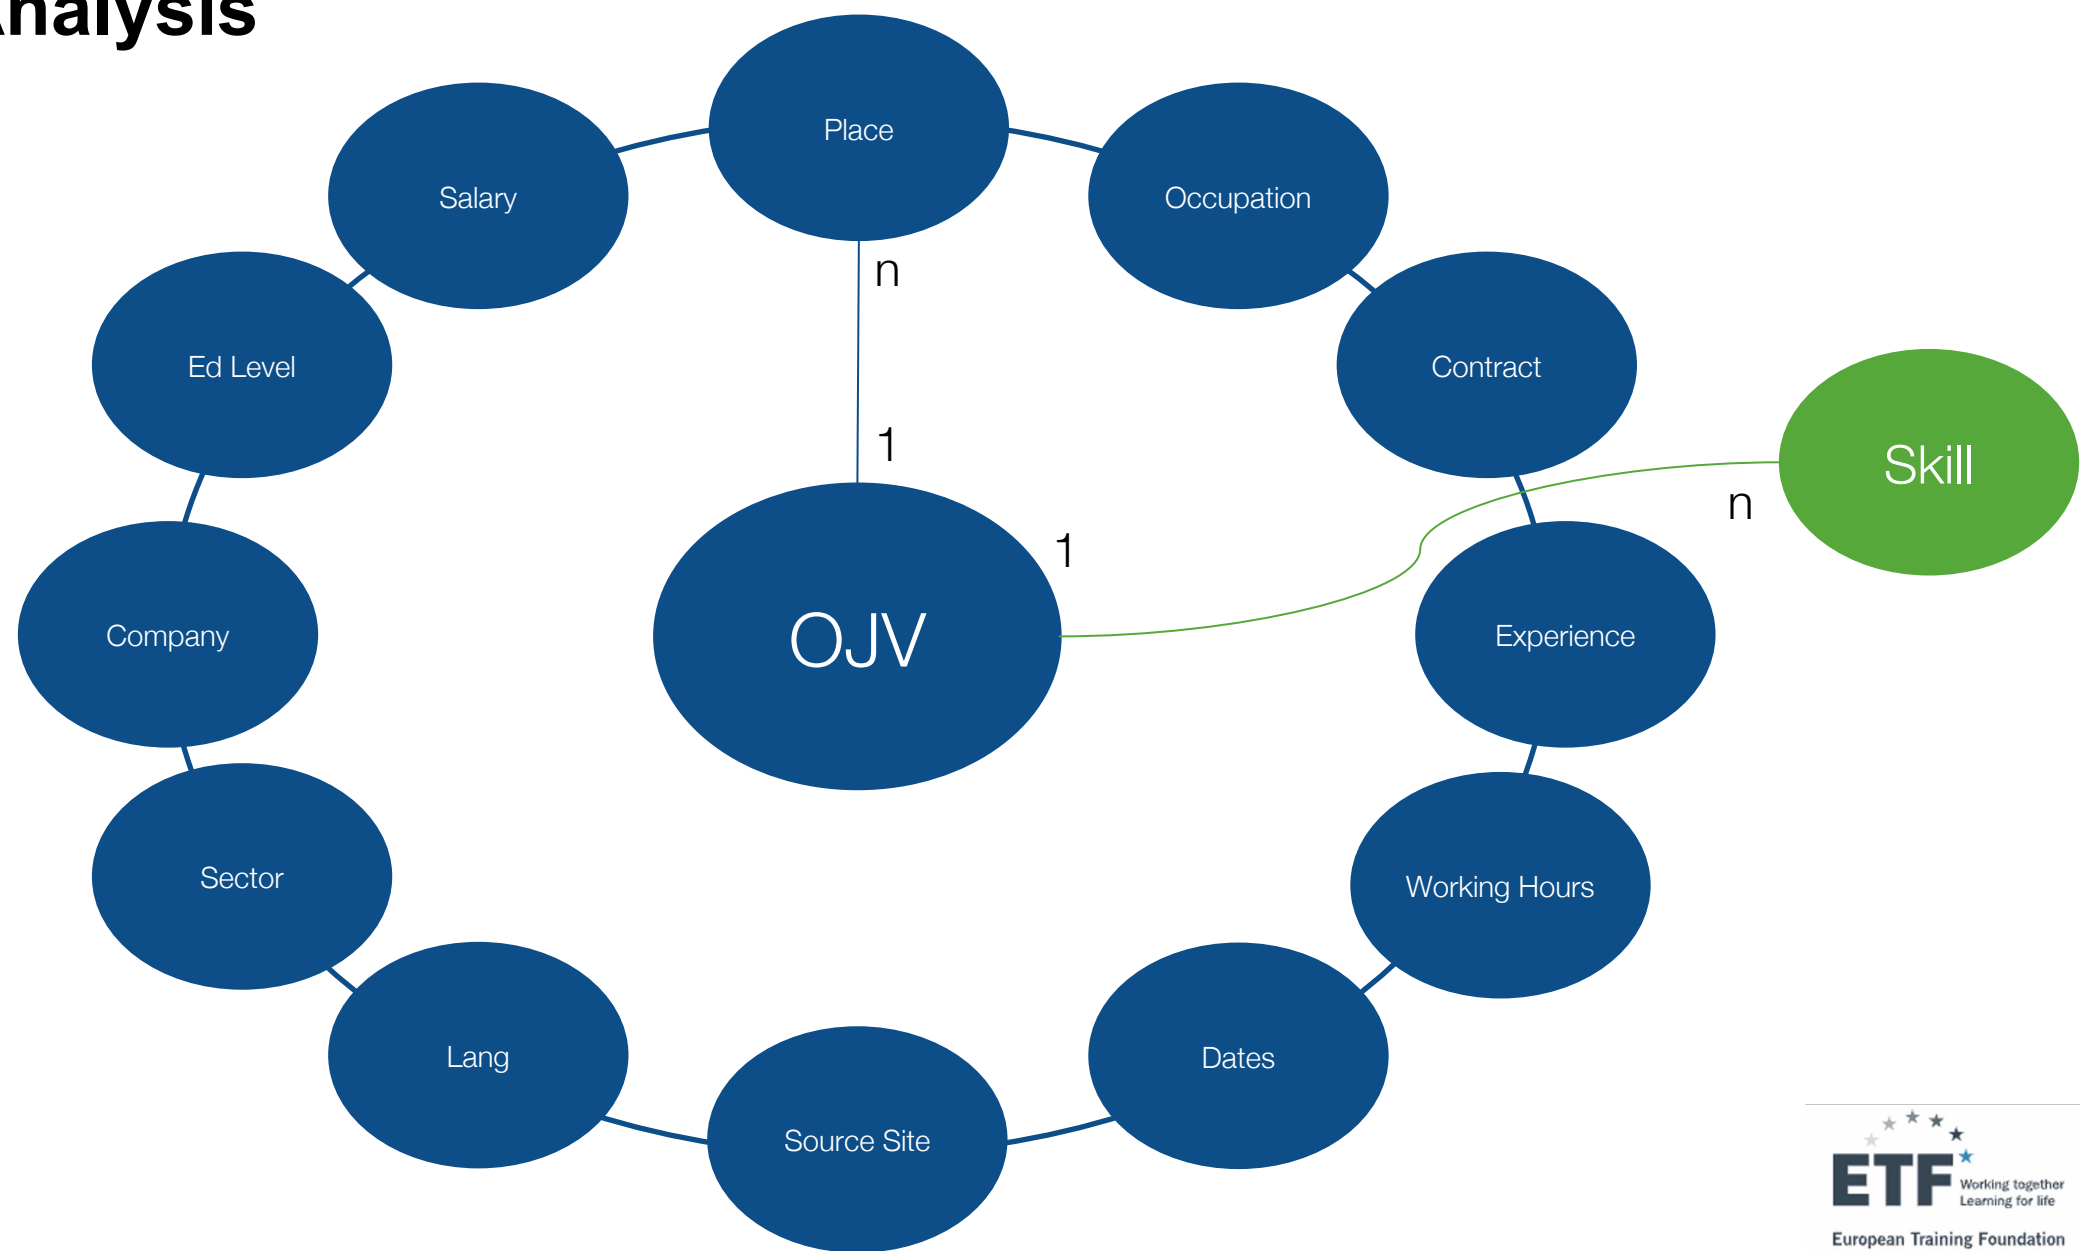 Analysis
Place
Salary
Occupation
n
Ed Level
Contract
1
Skill
n
1
Company
OJV
Experience
Sector
Working Hours
Lang
Dates
Source Site
ETF
Working together
Learning for life
European Training Foundation